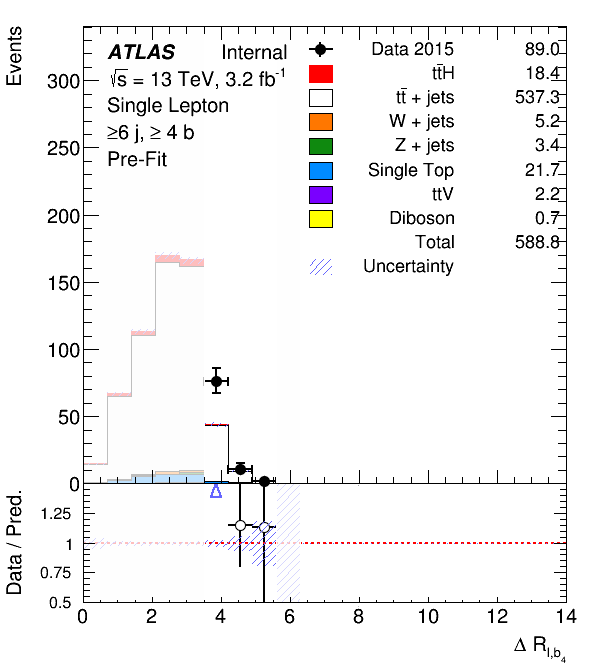 Events
ATLAS Internal
√s = 13 TeV, 3.2 fb⁻¹
Single Lepton
≥6 j, ≥ 4 b
Pre-Fit
Data 2015 89.0
tt̄H 18.4
tt̄ + jets 537.3
W + jets 5.2
Z + jets 3.4
Single Top 21.7
ttV 2.2
Diboson 0.7
Total 588.8
Uncertainty
300
250
200
150
100
50
0
Data / Pred.
1.25
1
0.75
0.5
0 2 4 6 8 10 12 14
Δ R_{l,b_4}